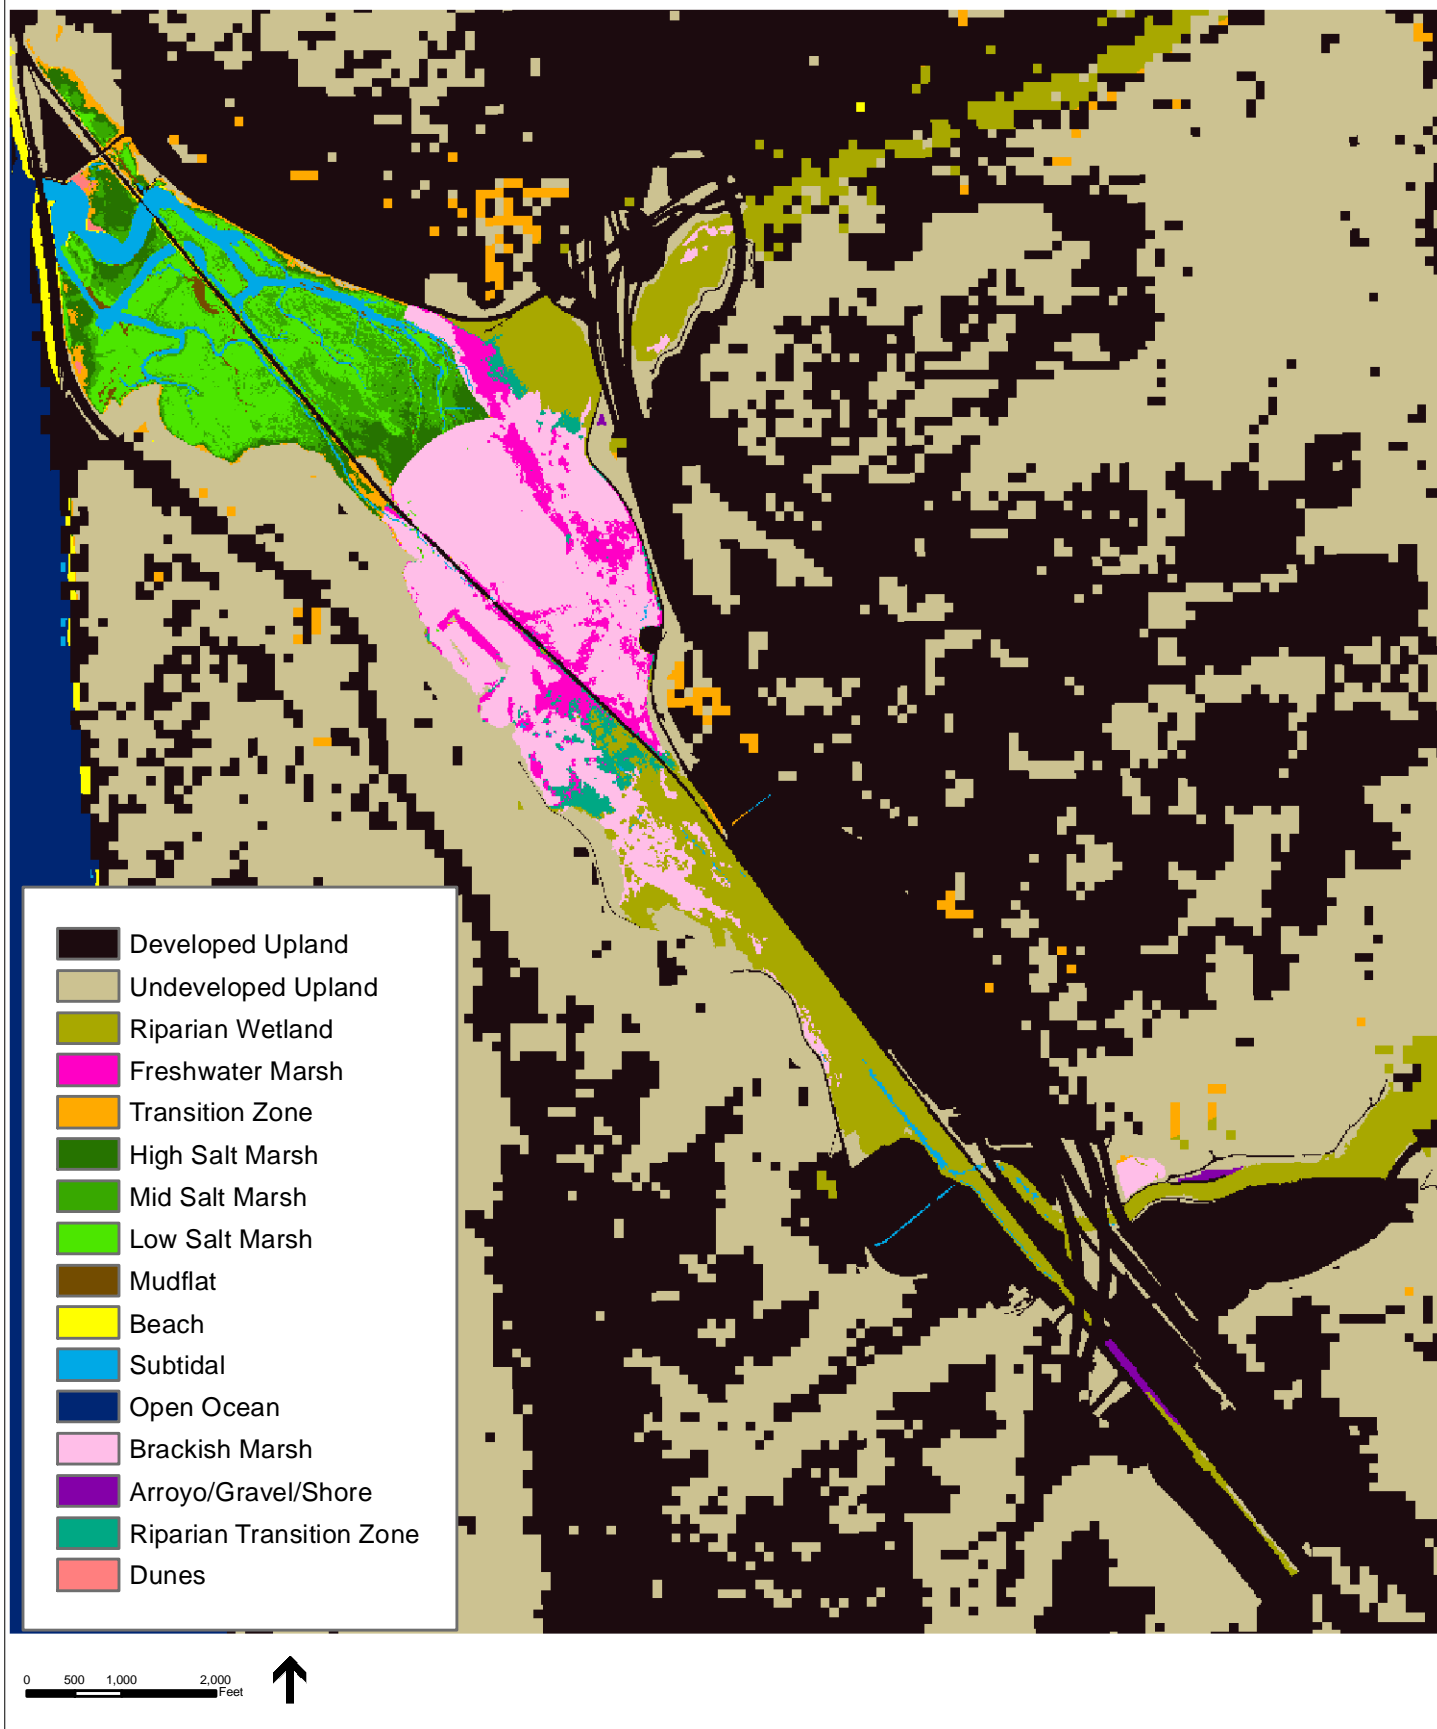 Developed Upland
Undeveloped Upland
Riparian Wetland
Freshwater Marsh
Transition Zone
High Salt Marsh
Mid Salt Marsh
Low Salt Marsh
Mudflat
Beach
Subtidal
Open Ocean
Brackish Marsh
Arroyo/Gravel/Shore
Riparian Transition Zone
Dunes
0 500 1,000 2,000
Feet